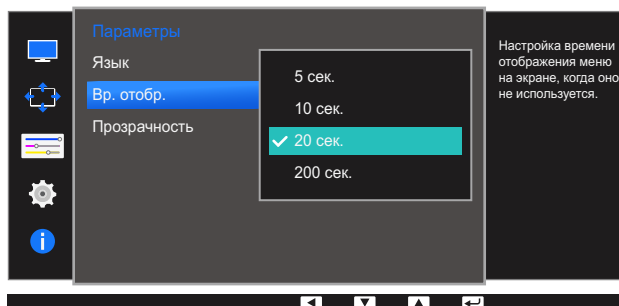 Параметры
Язык
Вр. отобр.
Прозрачность
5 сек.
10 сек.
20 сек.
200 сек.
Настройка времени
отображения меню
на экране, когда оно
не используется.